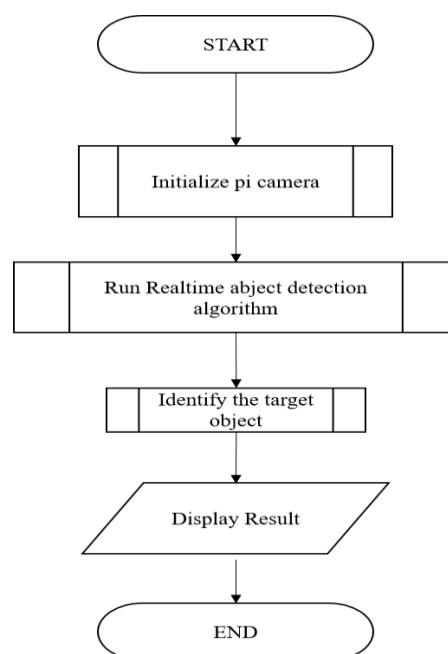 START
Initialize pi camera
Run Realtime abject detection
algorithm
Identify the target
object
Display Result
END